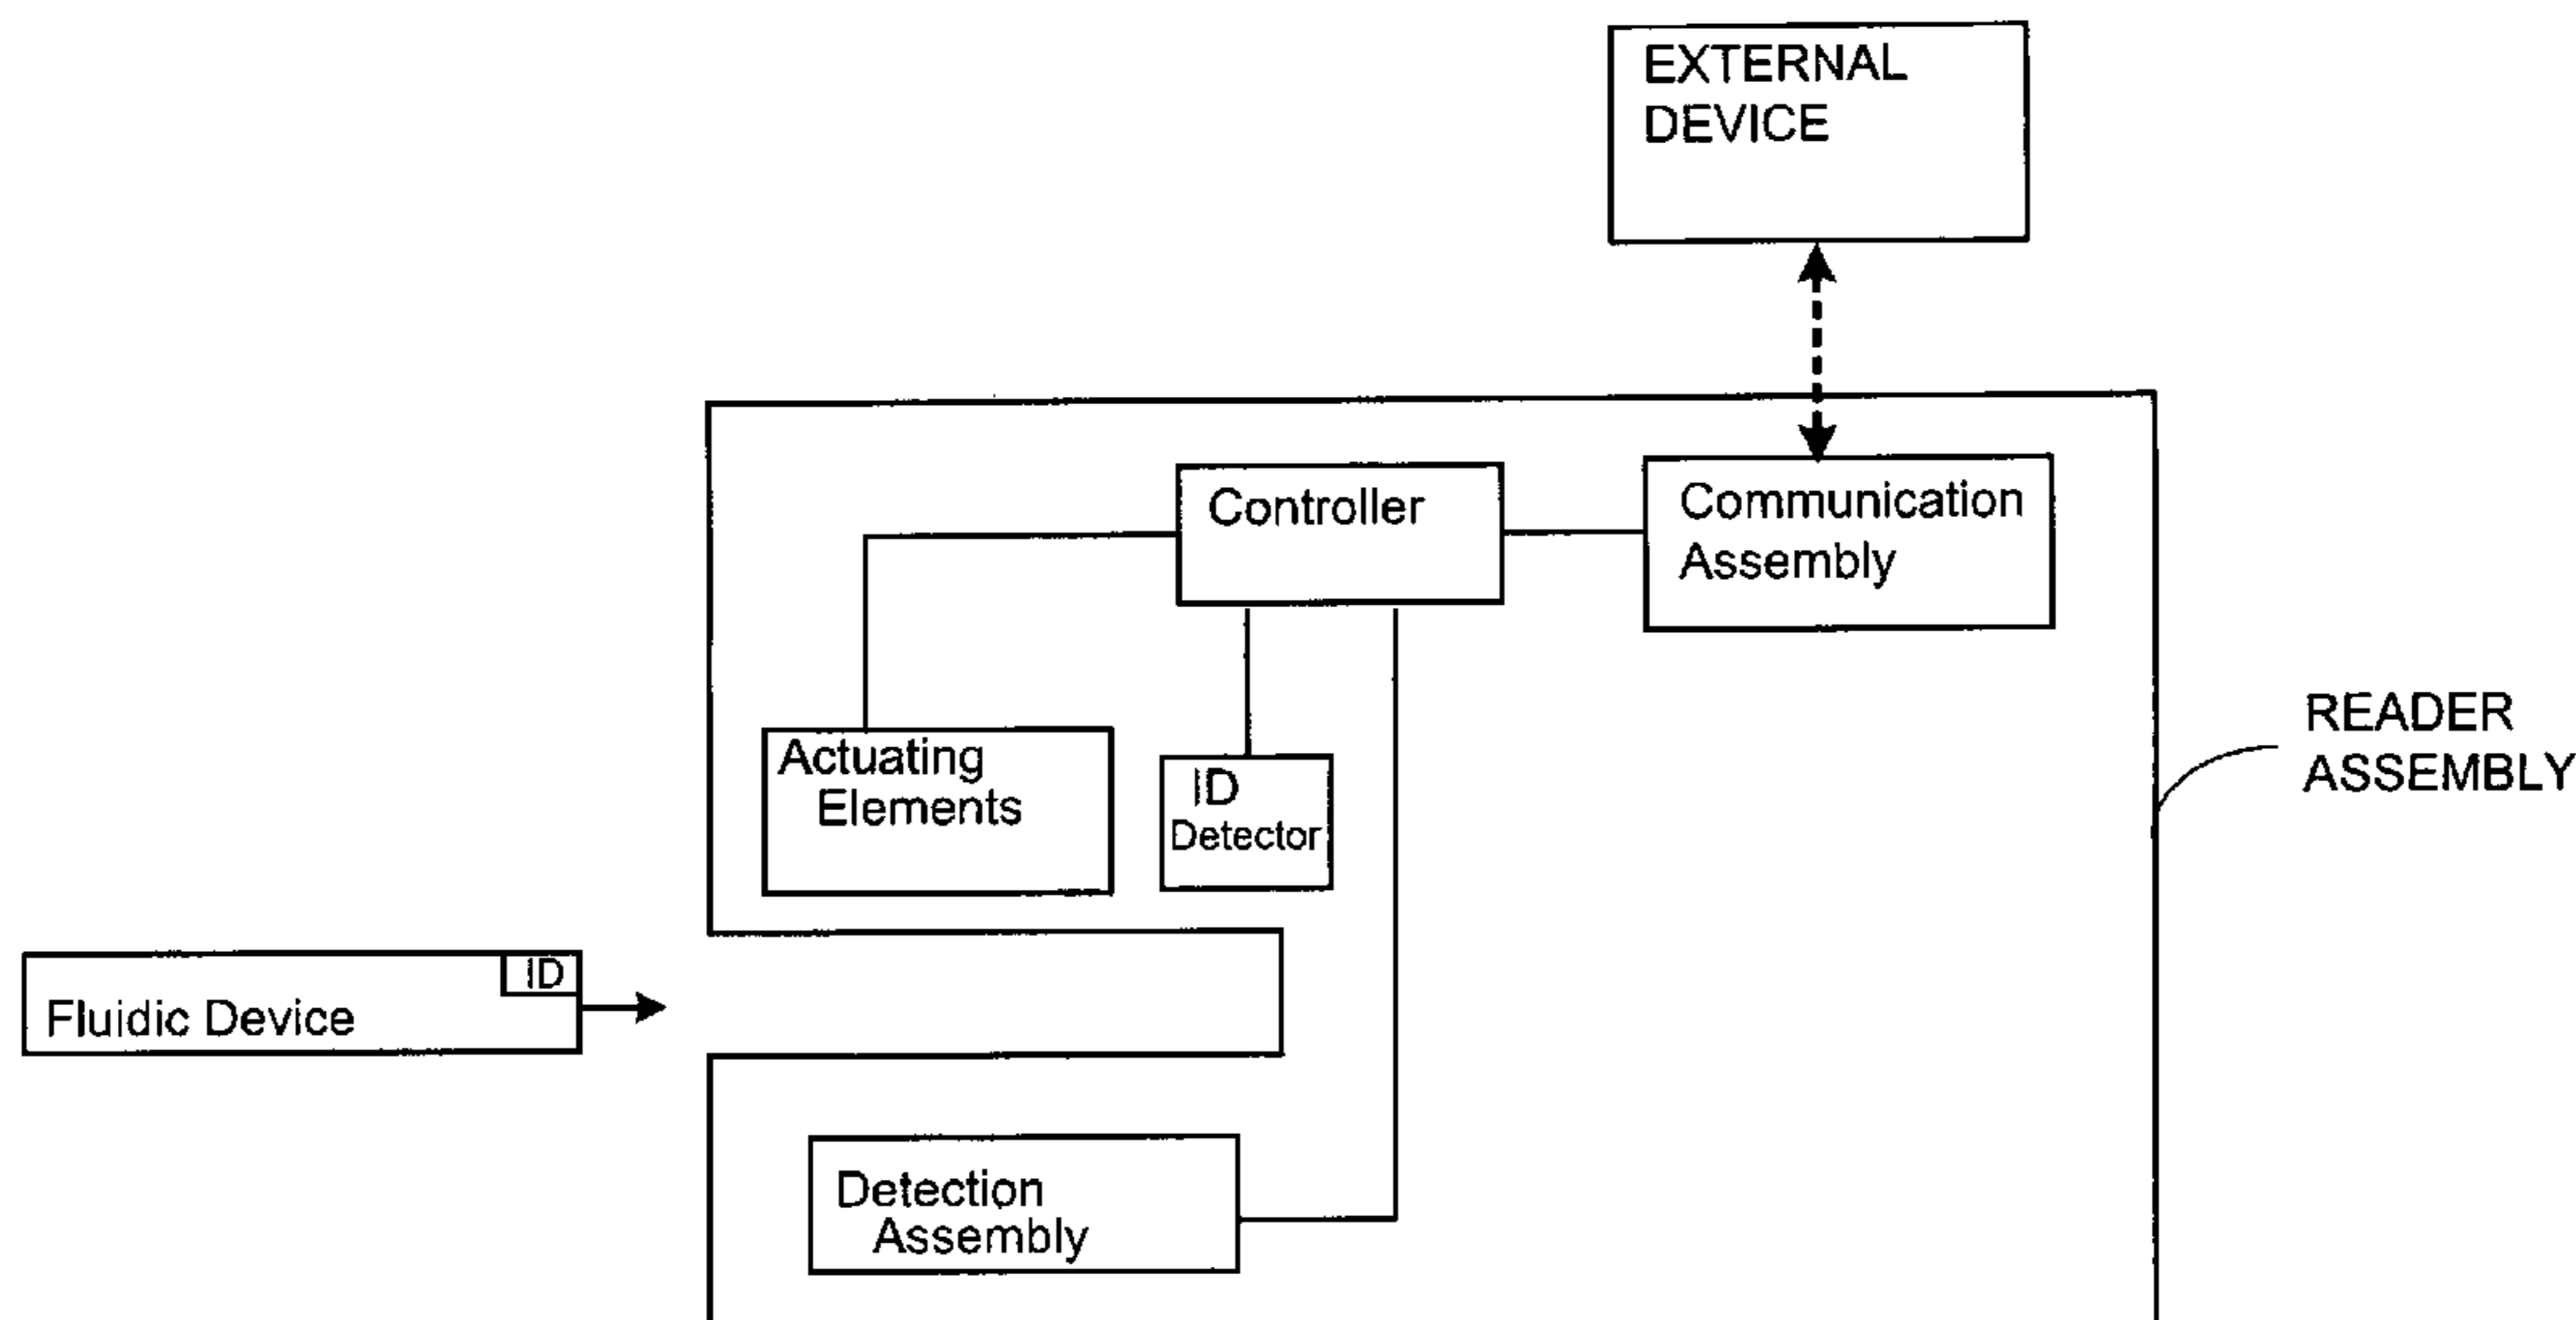 EXTERNAL
DEVICE
Controller
Communication
Assembly
READER
ASSEMBLY
Actuating
Elements
ID
Detector
ID
Fluidic Device
Detection
Assembly